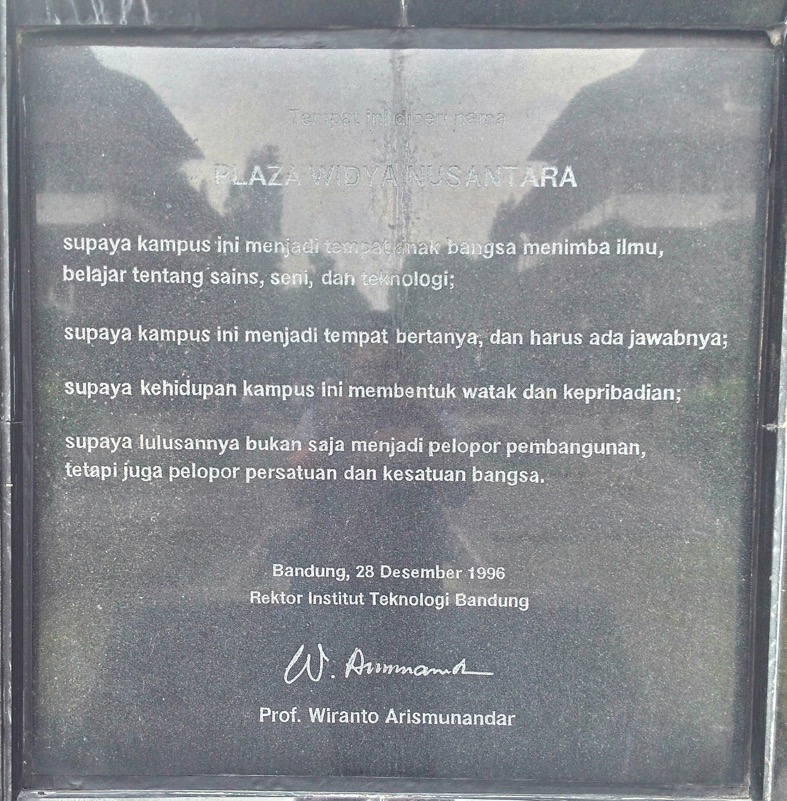 Tempat ini diberi nama
PLAZA WIDYA NUSANTARA
supaya kampus ini menjadi tempat anak bangsa menimba ilmu,
belajar tentang sains, seni, dan teknologi;
supaya kampus ini menjadi tempat bertanya, dan harus ada jawabnya;
supaya kehidupan kampus ini membentuk watak dan kepribadian;
supaya lulusannya bukan saja menjadi pelopor pembangunan,
tetapi juga pelopor persatuan dan kesatuan bangsa.
Bandung, 28 Desember 1996
Rektor Institut Teknologi Bandung
W. Arismunandar
Prof. Wiranto Arismunandar